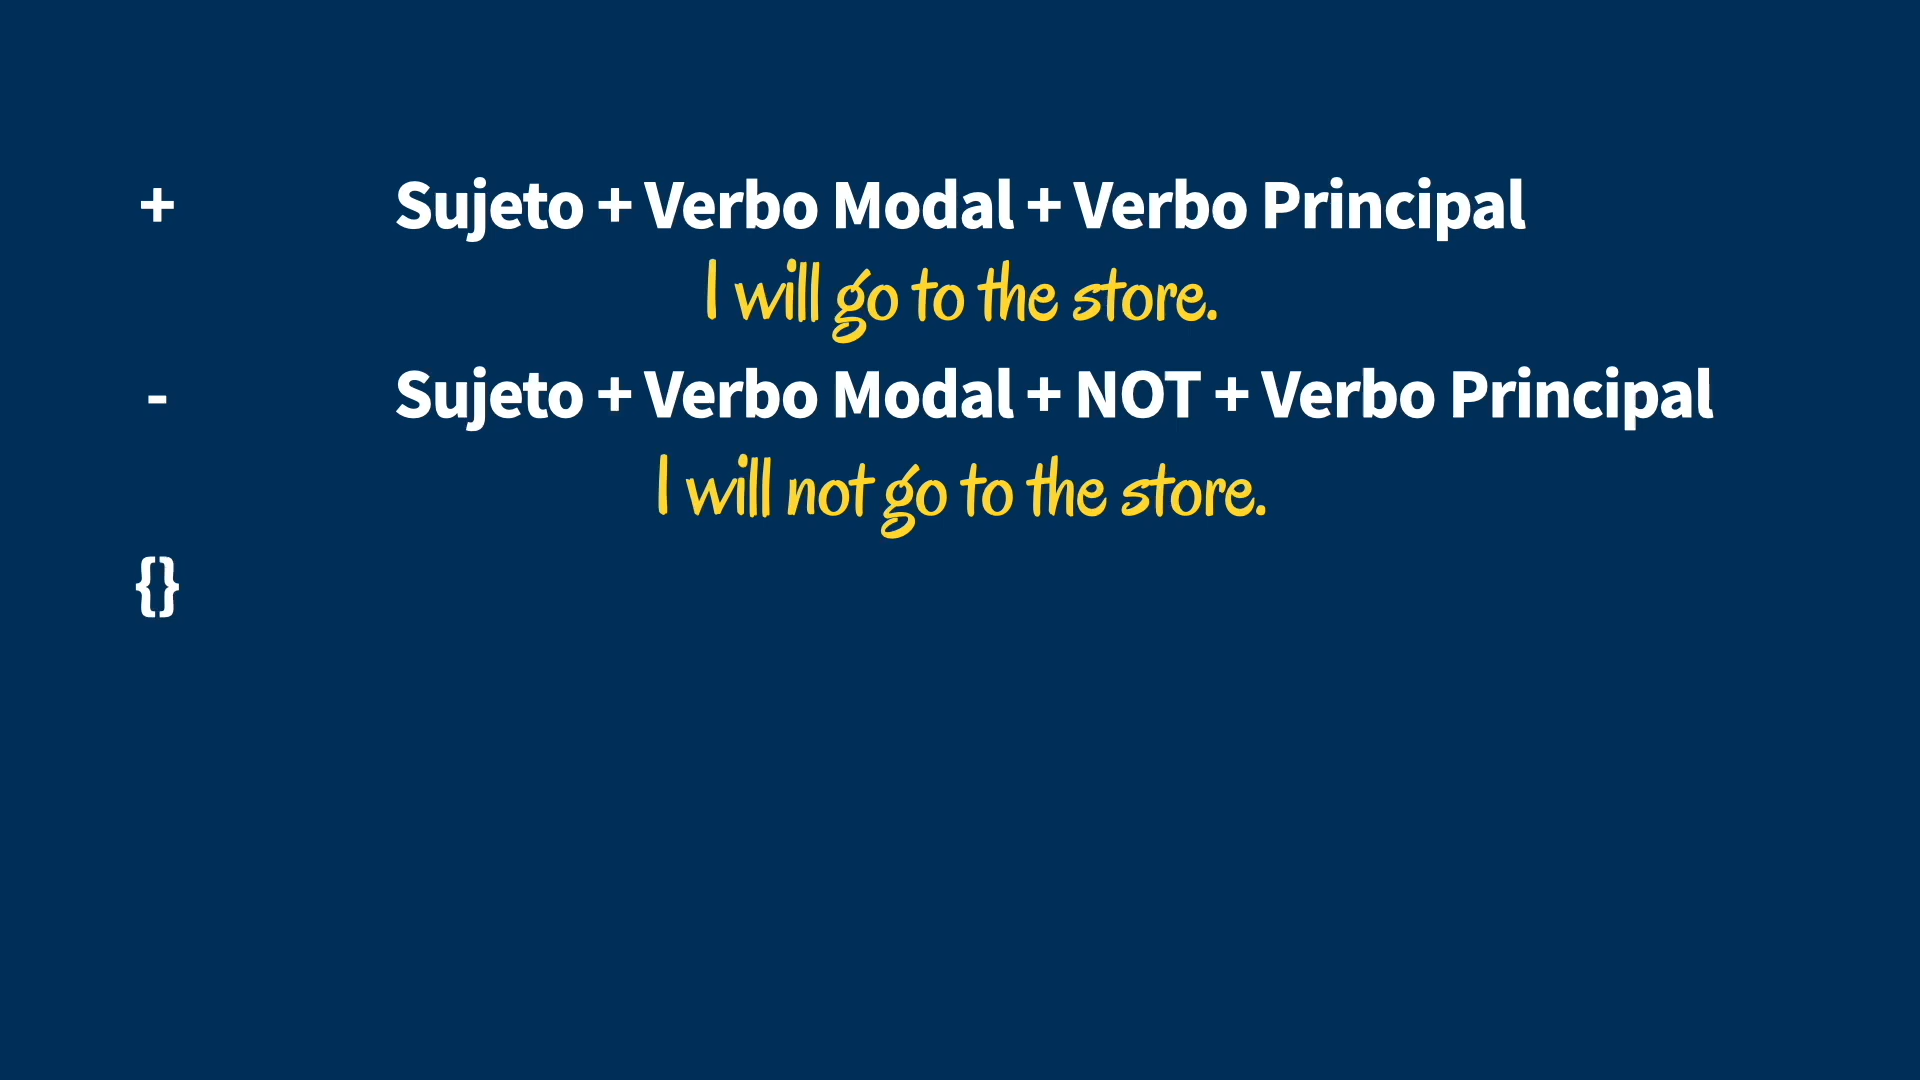 + Sujeto + Verbo Modal + Verbo Principal
I will go to the store.
- Sujeto + Verbo Modal + NOT + Verbo Principal
I will not go to the store.
{}